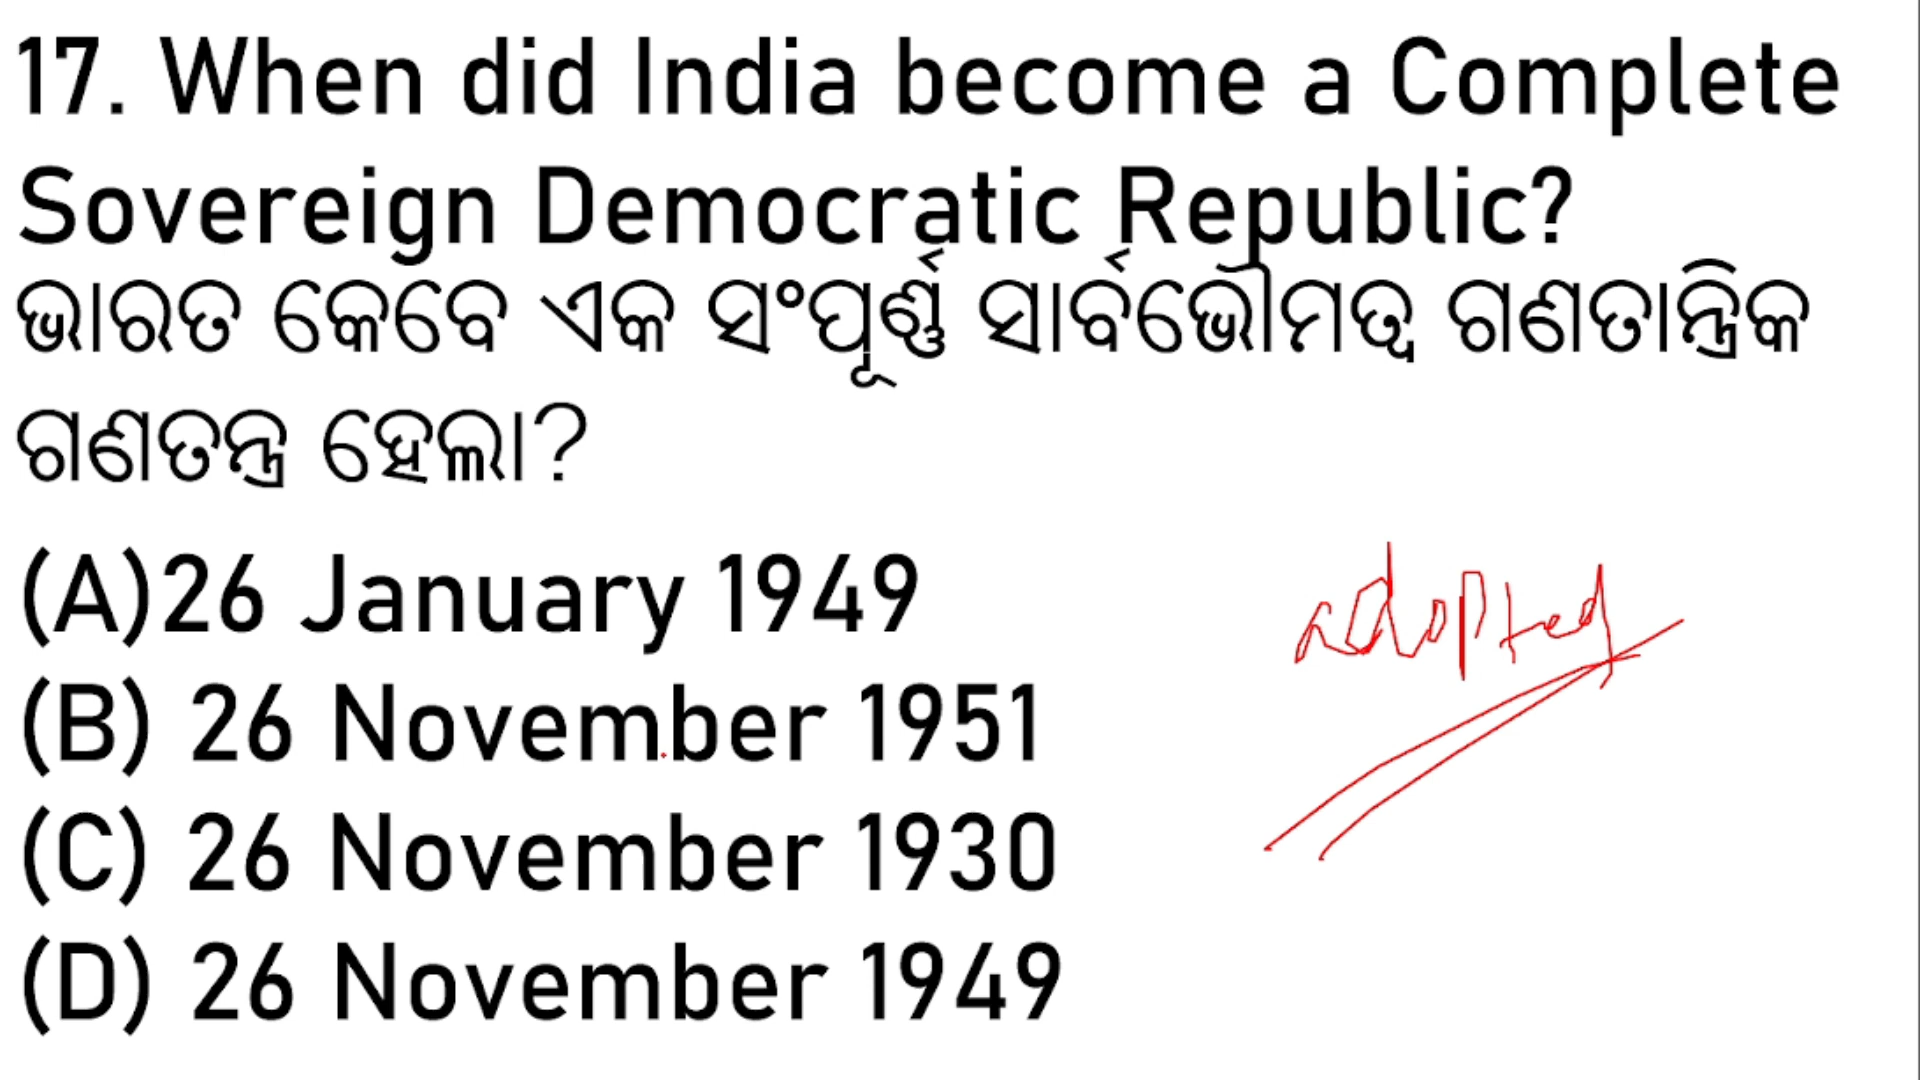 17. When did India become a Complete
Sovereign Democratic Republic?
ଭାରତ କେବେ ଏକ ସଂପୂର୍ଣ୍ଣ ସାର୍ବଭୌମତ୍ୱ ଗଣତାନ୍ତ୍ରିକ
ଗଣତନ୍ତ୍ର ହେଲା?
(A)26 January 1949
adopted
(B) 26 November 1951
(C) 26 November 1930
(D) 26 November 1949